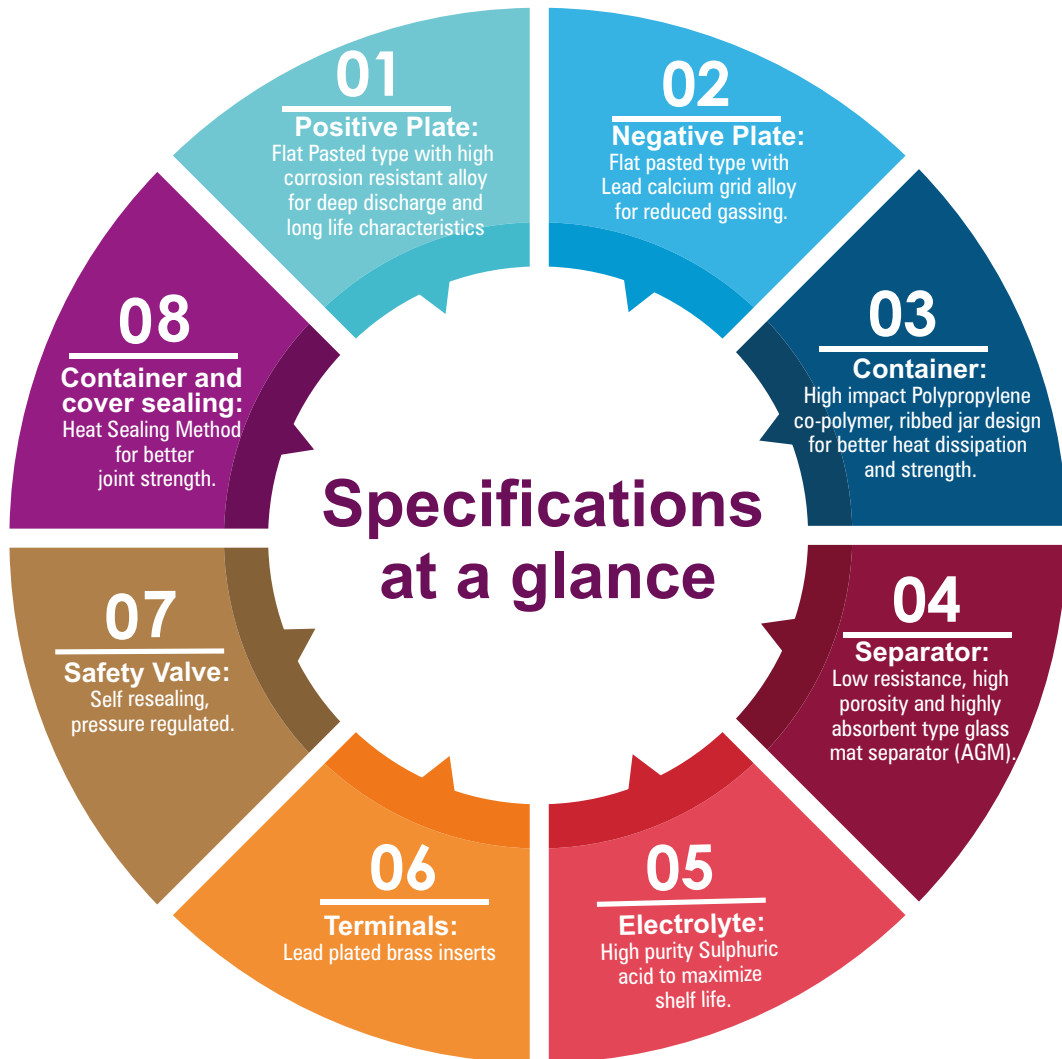 01
Positive Plate:
Flat Pasted type with high
corrosion resistant alloy
for deep discharge and
long life characteristics
02
Negative Plate:
Flat pasted type with
Lead calcium grid alloy
for reduced gassing.
03
Container:
High impact Polypropylene
co-polymer, ribbed jar design
for better heat dissipation
and strength.
04
Separator:
Low resistance, high
porosity and highly
absorbent type glass
mat separator (AGM).
05
Electrolyte:
High purity Sulphuric
acid to maximize
shelf life.
06
Terminals:
Lead plated brass inserts
07
Safety Valve:
Self resealing,
pressure regulated.
08
Container and
cover sealing:
Heat Sealing Method
for better
joint strength.
Specifications
at a glance